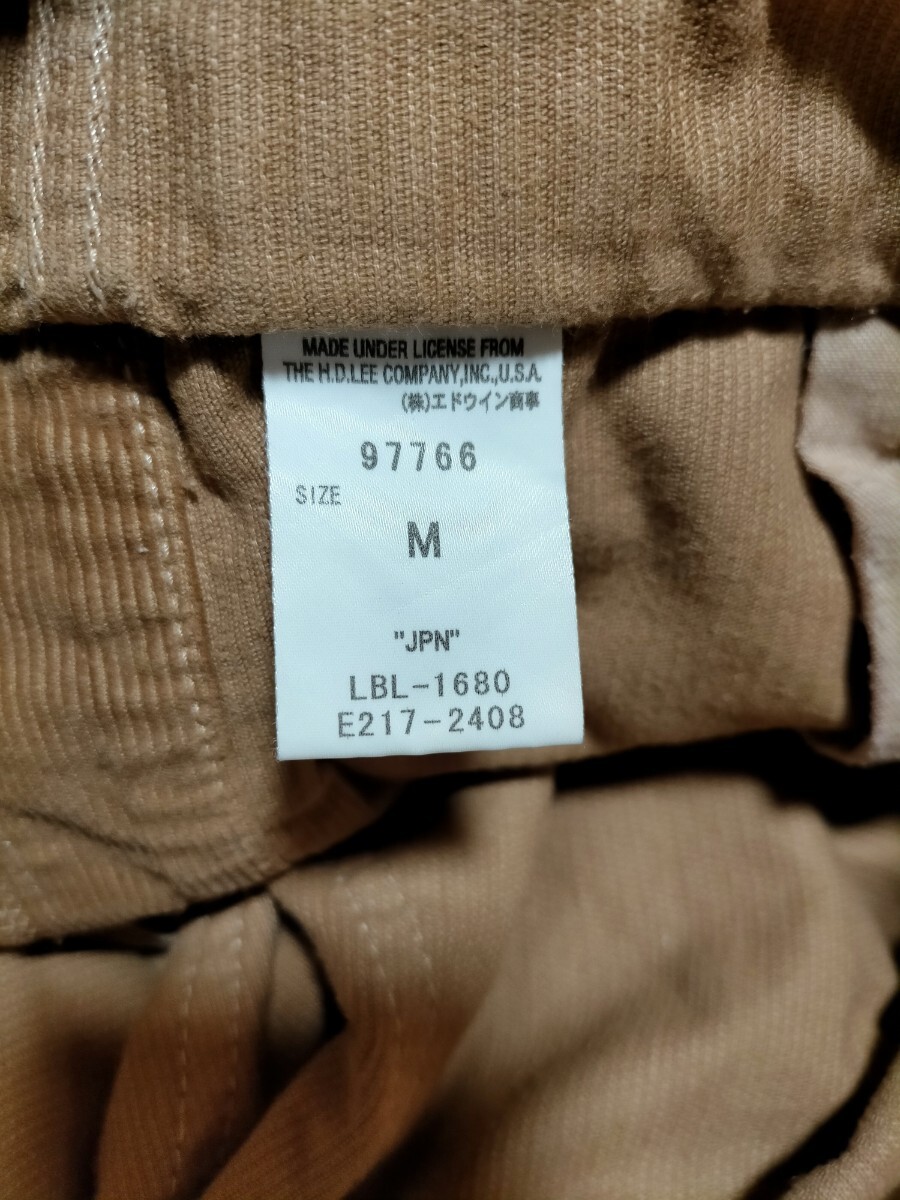 MADE UNDER LICENSE FROM
THE H.D.LEE COMPANY,INC.,U.S.A.
(株)エドウイン商事
97766
SIZE
M
"JPN"
LBL-1680
E217-2408